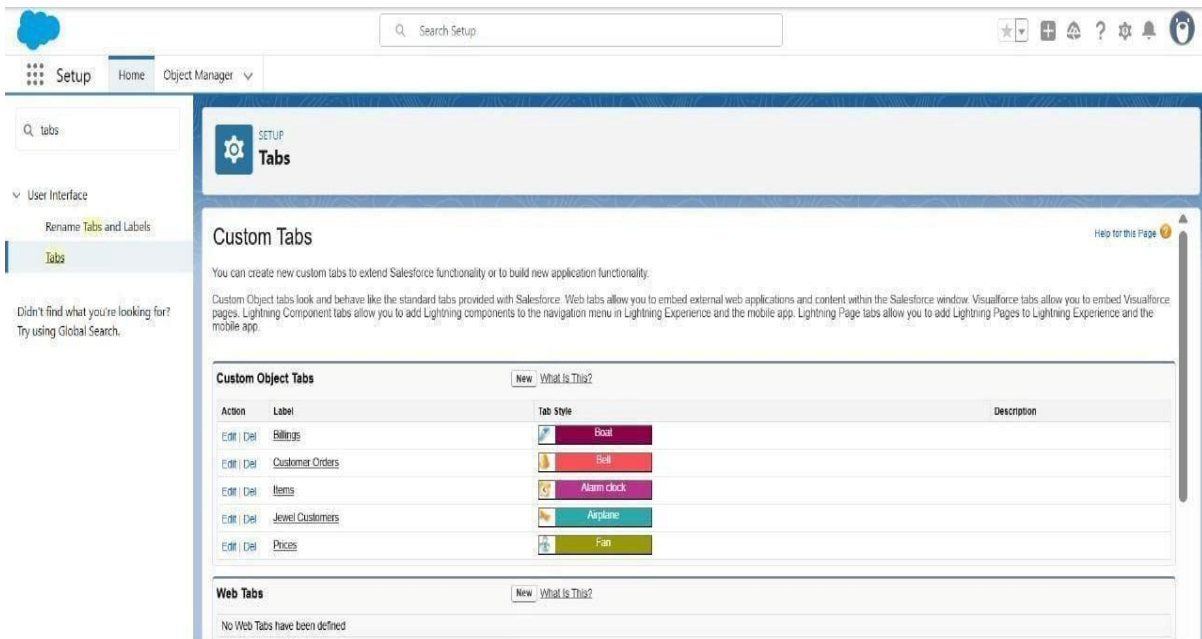 Search Setup
Setup Home Object Manager
tabs
SETUP
Tabs
User Interface
Rename Tabs and Labels
Tabs
Didn't find what you're looking for?
Try using Global Search.
Custom Tabs
Help for this Page
You can create new custom tabs to extend Salesforce functionality or to build new application functionality.
Custom Object tabs look and behave like the standard tabs provided with Salesforce. Web tabs allow you to embed external web applications and content within the Salesforce window. Visualforce tabs allow you to embed Visualforce
pages. Lightning Component tabs allow you to add Lightning components to the navigation menu in Lightning Experience and the mobile app. Lightning Page tabs allow you to add Lightning Pages to Lightning Experience and the
mobile app.
Custom Object Tabs New What Is This?
Action Label Tab Style Description
Edit | Del Billings Boat
Edit | Del Customer Orders Bell
Edit | Del Items Alarm clock
Edit | Del Jewel Customers Airplane
Edit | Del Prices Fan
Web Tabs New What Is This?
No Web Tabs have been defined